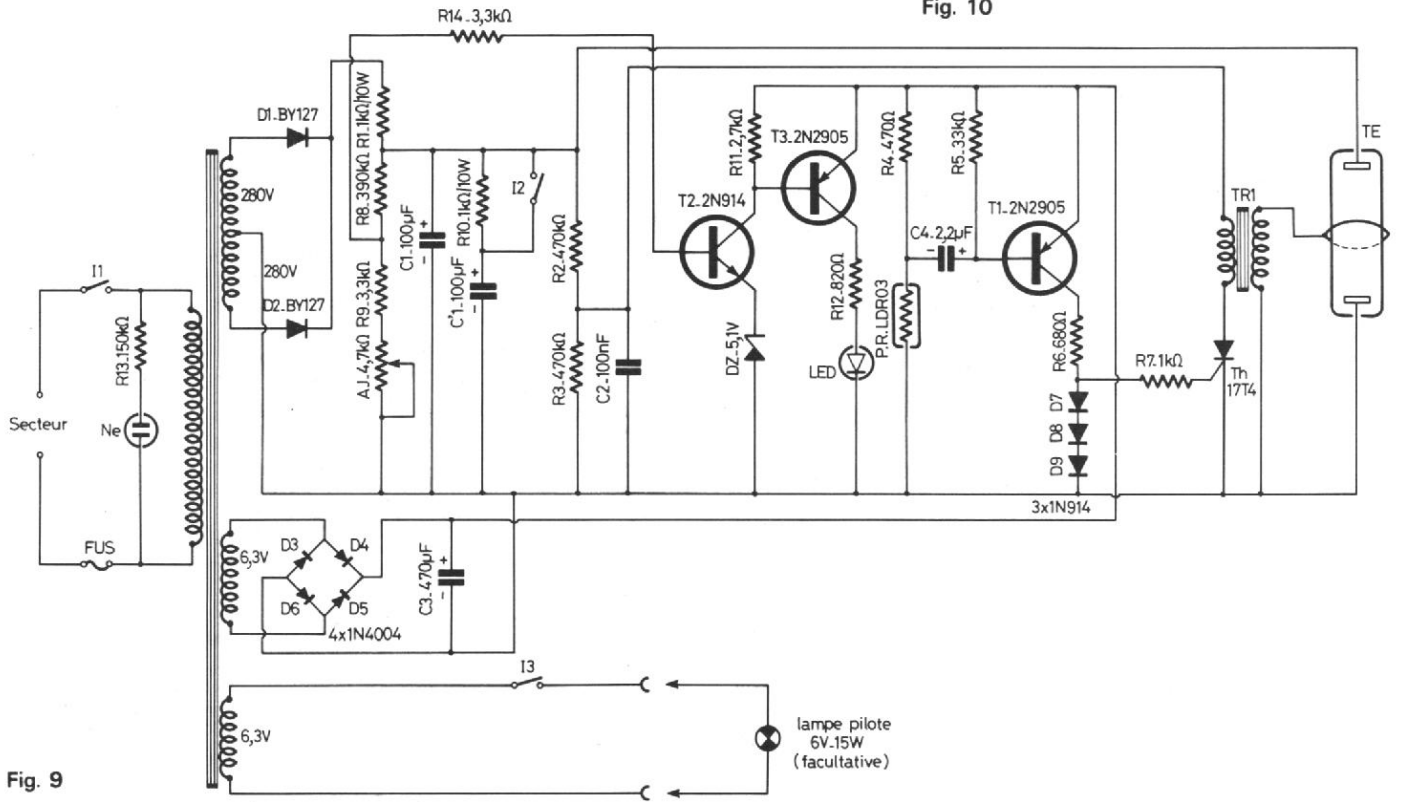 Fig. 10
R14_3,3kΩ
D1_BY127
R1_1kΩ/10W
280V
R8_390kΩ
280V
D2_BY127
I1
R13_150kΩ
Secteur
Ne
FUS
R9_3,3kΩ
AJ_4,7kΩ
C1_100µF
+
-
R10_1kΩ/10W
I2
C'1_100µF
+
-
R2_470kΩ
R3_470kΩ
C2_100nF
T2_2N914
R11_2,7kΩ
T3_2N2905
DZ_5,1V
R12_820Ω
LED
R4_470Ω
R5_33kΩ
C4_2,2µF
- +
P.R_LDR03
T1_2N2905
R6_680Ω
R7_1kΩ
D7
D8
D9
3x1N914
Th
17T4
TR1
TE
6,3V
D3
D4
D6
D5
4x1N4004
C3_470µF
+
-
I3
6,3V
lampe pilote
6V_15W
(facultative)
Fig. 9